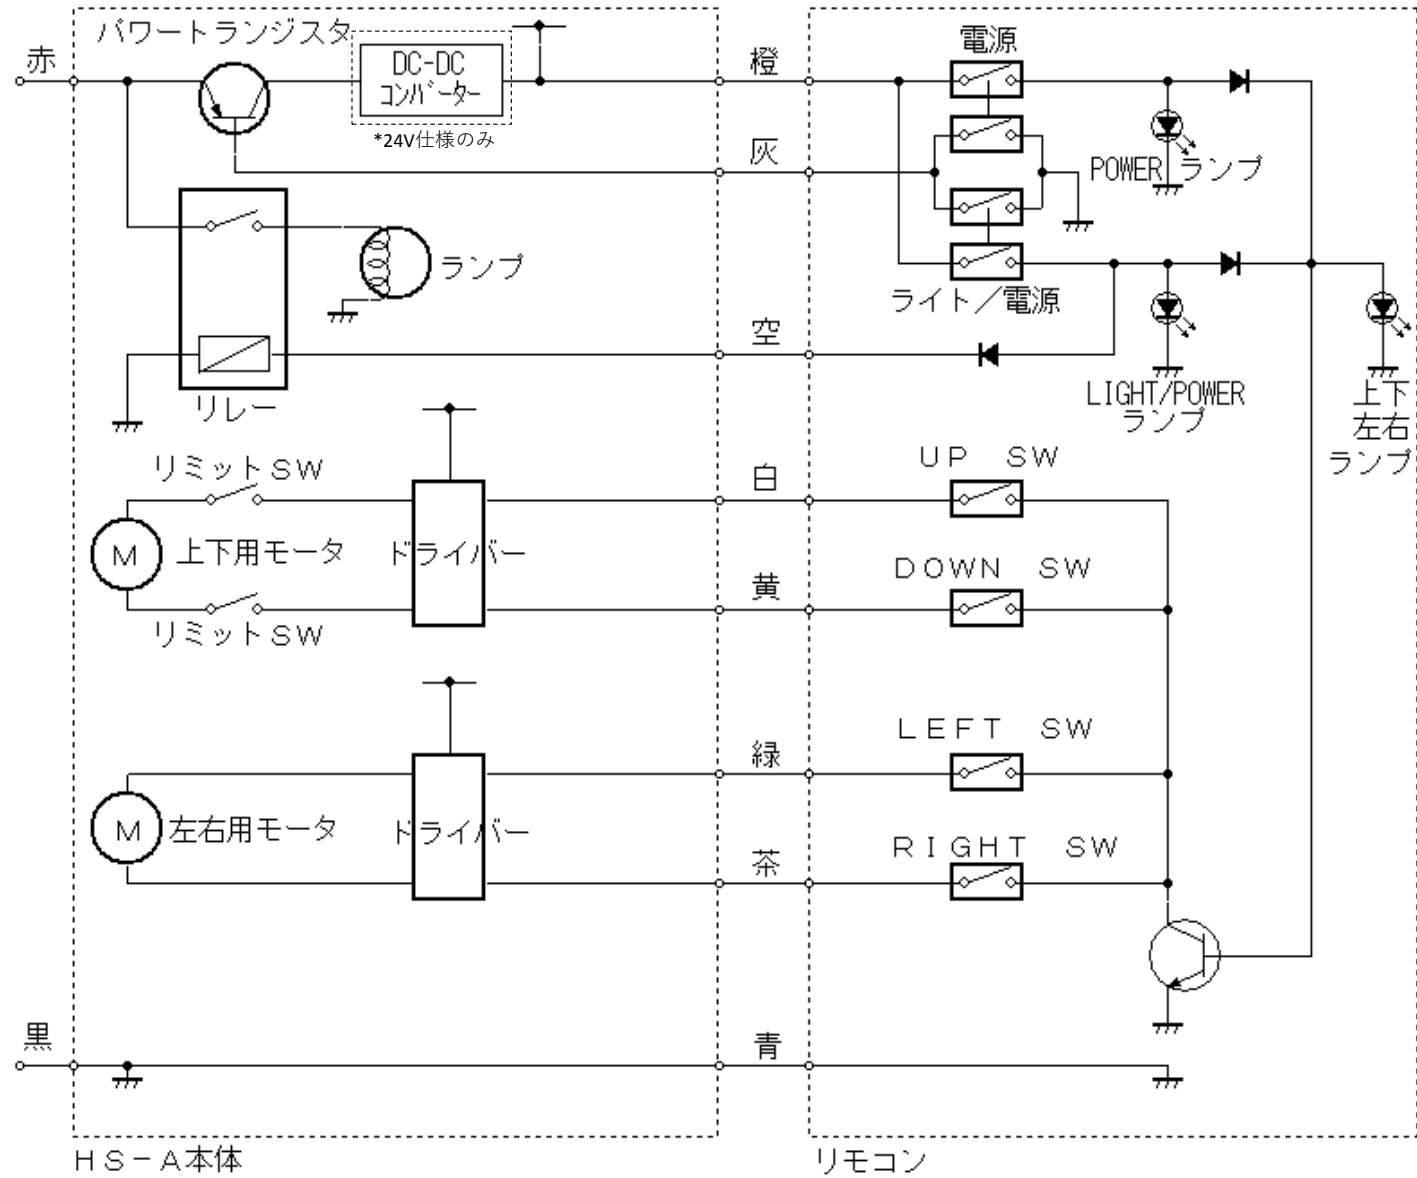 パワートランジスタ
電源
赤
DC-DC
コンバーター
橙
*24V仕様のみ
灰
POWER ランプ
ランプ
ライト／電源
空
LIGHT/POWER
ランプ
上下
左右
ランプ
リレー
リミットSW
白
UP SW
M
上下用モータ
ドライバー
黄
DOWN SW
リミットSW
LEFT SW
緑
M
左右用モータ
ドライバー
茶
RIGHT SW
黒
青
HS－A本体
リモコン